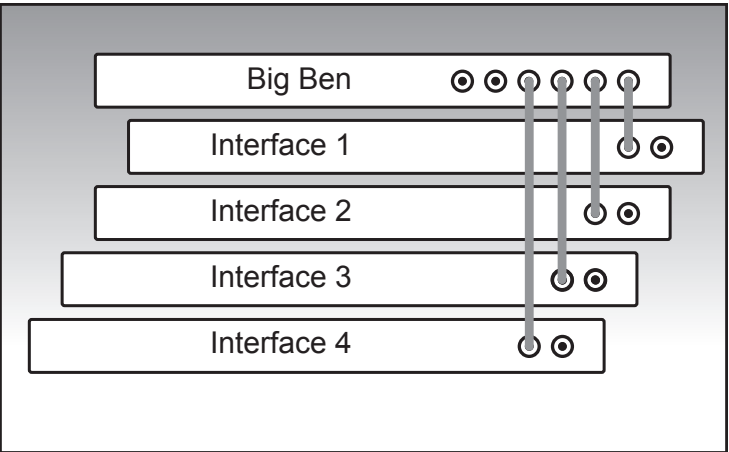 Big Ben
Interface 1
Interface 2
Interface 3
Interface 4